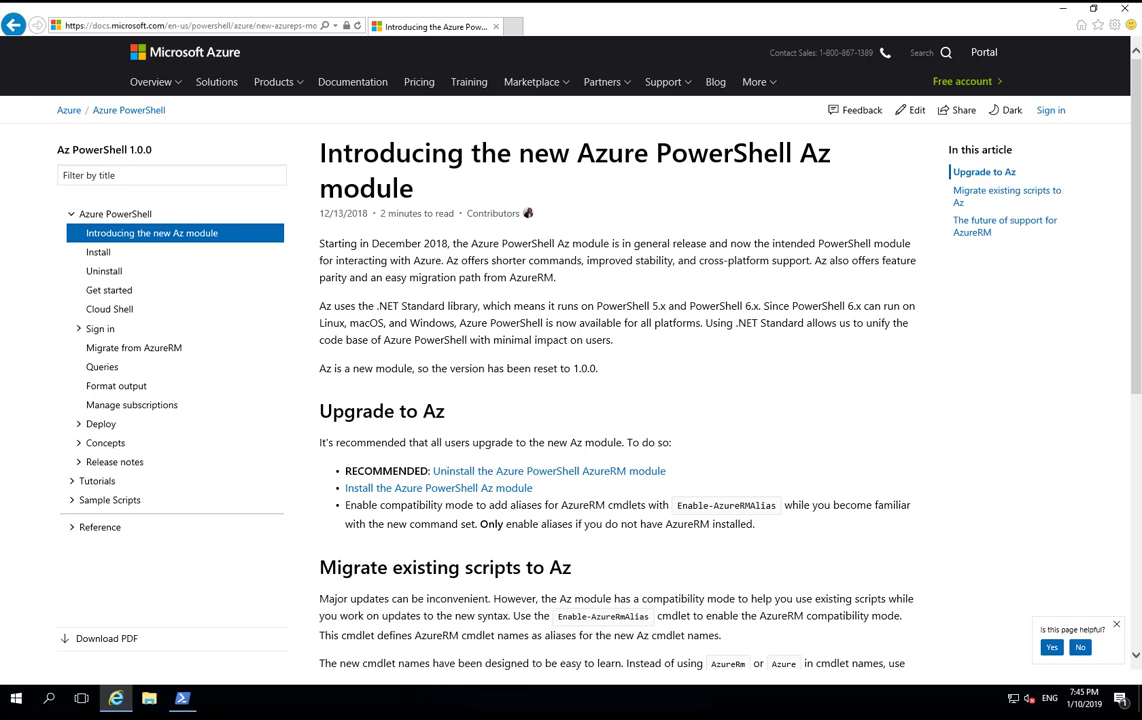 https://docs.microsoft.com/en-us/powershell/azure/new-azureps-mo
Introducing the Azure Pow...
Microsoft Azure
Contact Sales: 1-800-867-1389
Search
Portal
Overview
Solutions
Products
Documentation
Pricing
Training
Marketplace
Partners
Support
Blog
More
Free account
Azure / Azure PowerShell
Feedback
Edit
Share
Dark
Sign in
Az PowerShell 1.0.0
Filter by title
Azure PowerShell
Introducing the new Az module
Install
Uninstall
Get started
Cloud Shell
Sign in
Migrate from AzureRM
Queries
Format output
Manage subscriptions
Deploy
Concepts
Release notes
Tutorials
Sample Scripts
Reference
Download PDF
Introducing the new Azure PowerShell Az
module
12/13/2018 • 2 minutes to read • Contributors
Starting in December 2018, the Azure PowerShell Az module is in general release and now the intended PowerShell module
for interacting with Azure. Az offers shorter commands, improved stability, and cross-platform support. Az also offers feature
parity and an easy migration path from AzureRM.
Az uses the .NET Standard library, which means it runs on PowerShell 5.x and PowerShell 6.x. Since PowerShell 6.x can run on
Linux, macOS, and Windows, Azure PowerShell is now available for all platforms. Using .NET Standard allows us to unify the
code base of Azure PowerShell with minimal impact on users.
Az is a new module, so the version has been reset to 1.0.0.
Upgrade to Az
It's recommended that all users upgrade to the new Az module. To do so:
• RECOMMENDED: Uninstall the Azure PowerShell AzureRM module
• Install the Azure PowerShell Az module
• Enable compatibility mode to add aliases for AzureRM cmdlets with Enable-AzureRMAlias while you become familiar
with the new command set. Only enable aliases if you do not have AzureRM installed.
Migrate existing scripts to Az
Major updates can be inconvenient. However, the Az module has a compatibility mode to help you use existing scripts while
you work on updates to the new syntax. Use the Enable-AzureRmAlias cmdlet to enable the AzureRM compatibility mode.
This cmdlet defines AzureRM cmdlet names as aliases for the new Az cmdlet names.
The new cmdlet names have been designed to be easy to learn. Instead of using AzureRm or Azure in cmdlet names, use
In this article
Upgrade to Az
Migrate existing scripts to
Az
The future of support for
AzureRM
Is this page helpful?
Yes
No
ENG
7:45 PM
1/10/2019
1